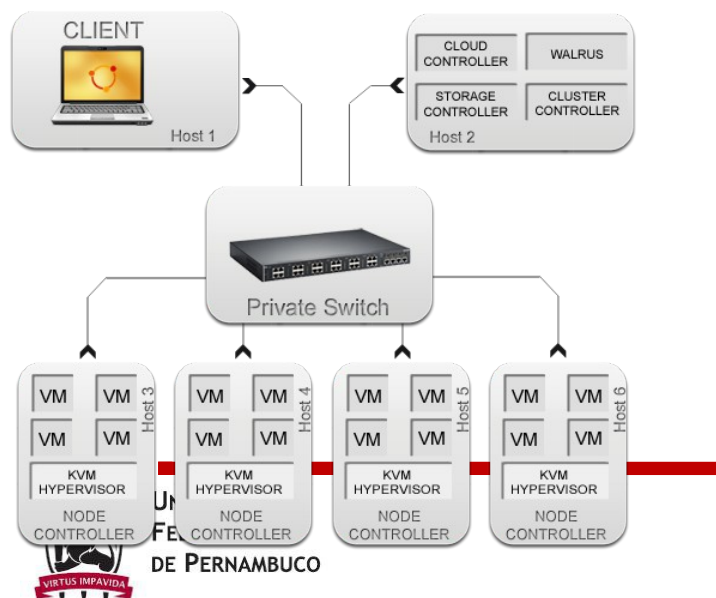 CLIENT
Host 1
CLOUD
CONTROLLER
WALRUS
STORAGE
CONTROLLER
CLUSTER
CONTROLLER
Host 2
Private Switch
VM VM
VM VM
Host 3
KVM
HYPERVISOR
NODE
CONTROLLER
VM VM
VM VM
Host 4
KVM
HYPERVISOR
NODE
CONTROLLER
VM VM
VM VM
Host 5
KVM
HYPERVISOR
NODE
CONTROLLER
VM VM
VM VM
Host 6
KVM
HYPERVISOR
NODE
CONTROLLER
DE PERNAMBUCO
VIRTUS IMPAVIDA